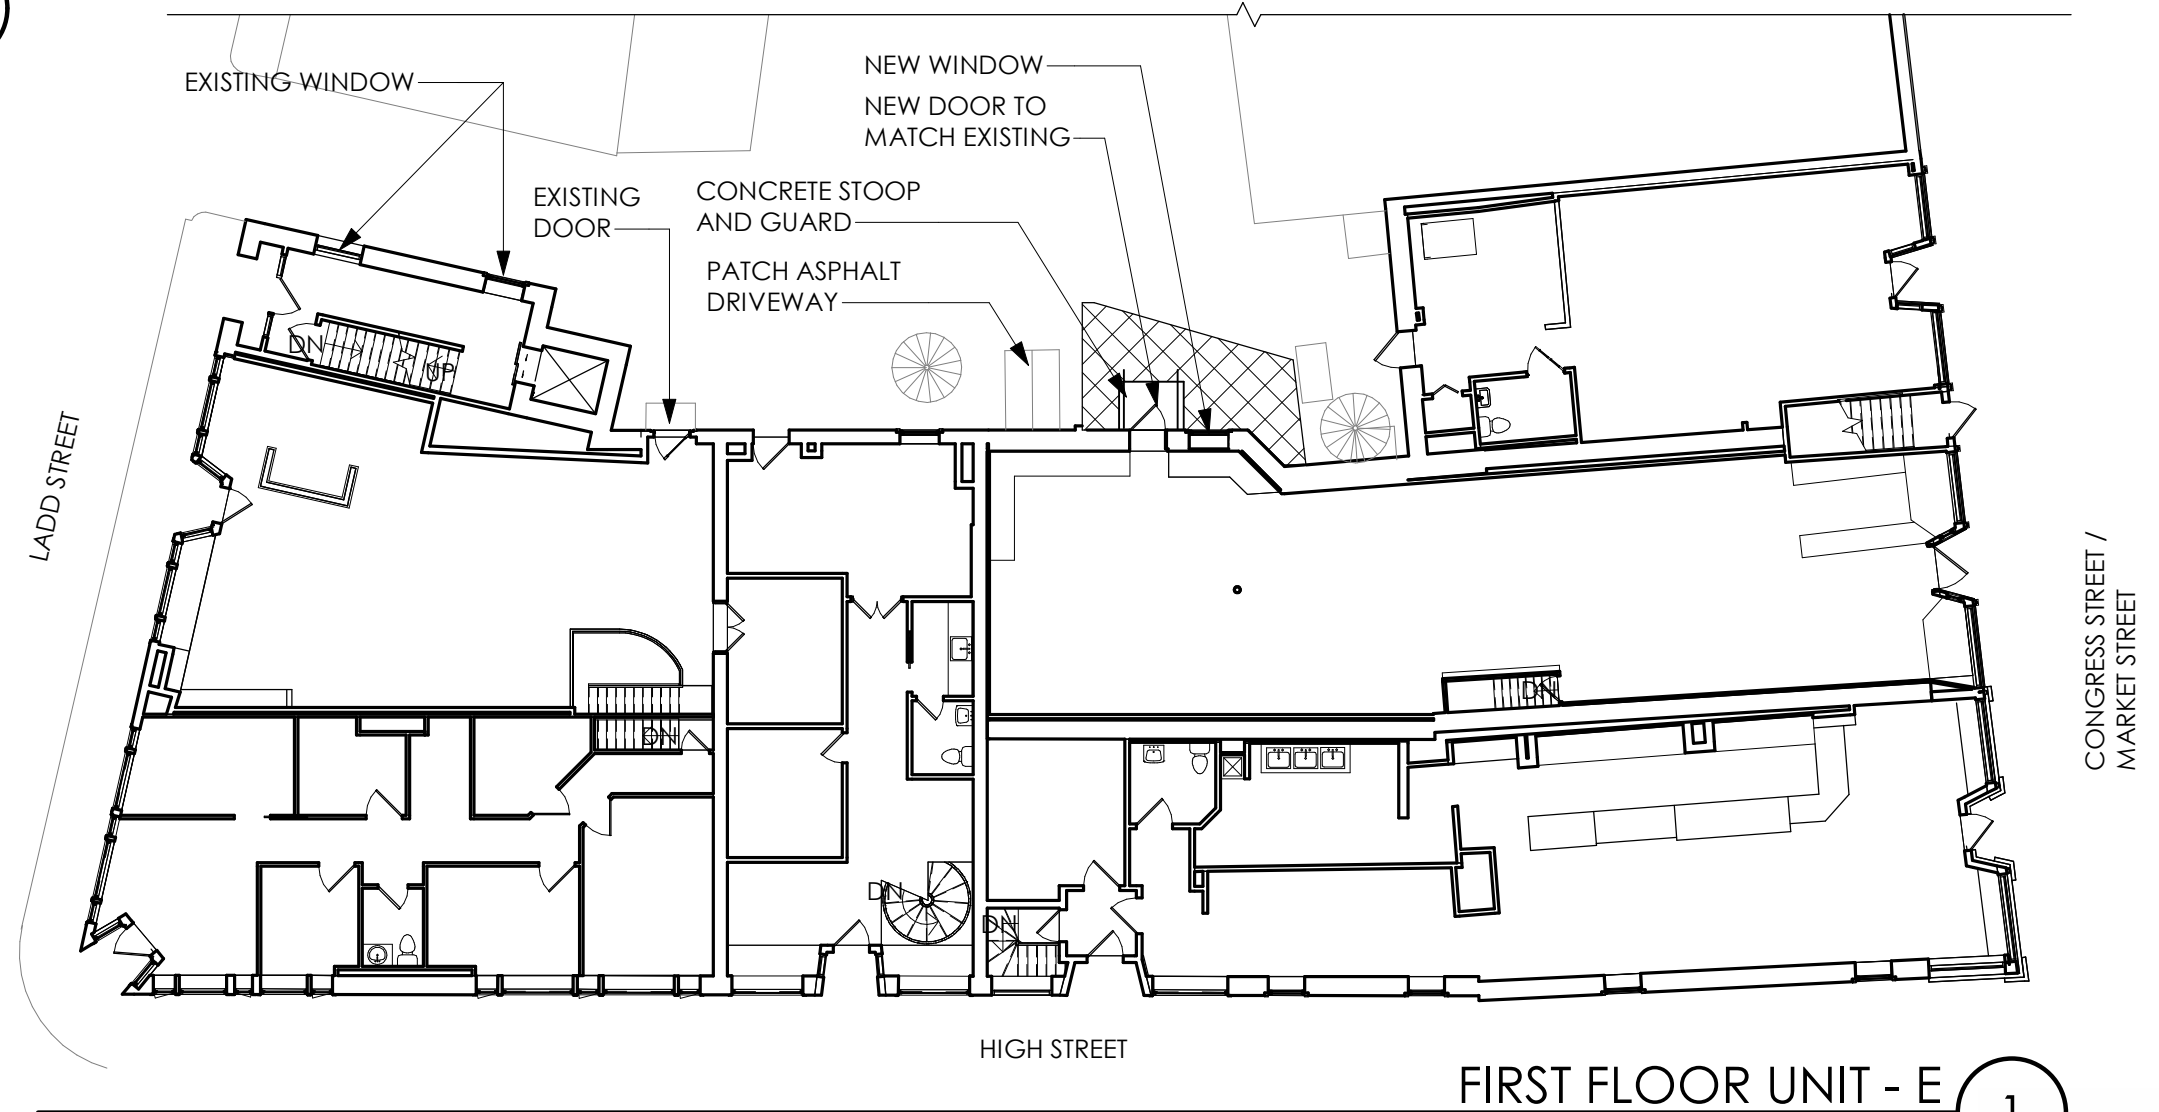 EXISTING WINDOW
NEW WINDOW
NEW DOOR TO
MATCH EXISTING
EXISTING
DOOR
CONCRETE STOOP
AND GUARD
PATCH ASPHALT
DRIVEWAY
DN
UP
LADD STREET
DN
DN
DN
DN
CONGRESS STREET /
MARKET STREET
HIGH STREET
FIRST FLOOR UNIT - E
1